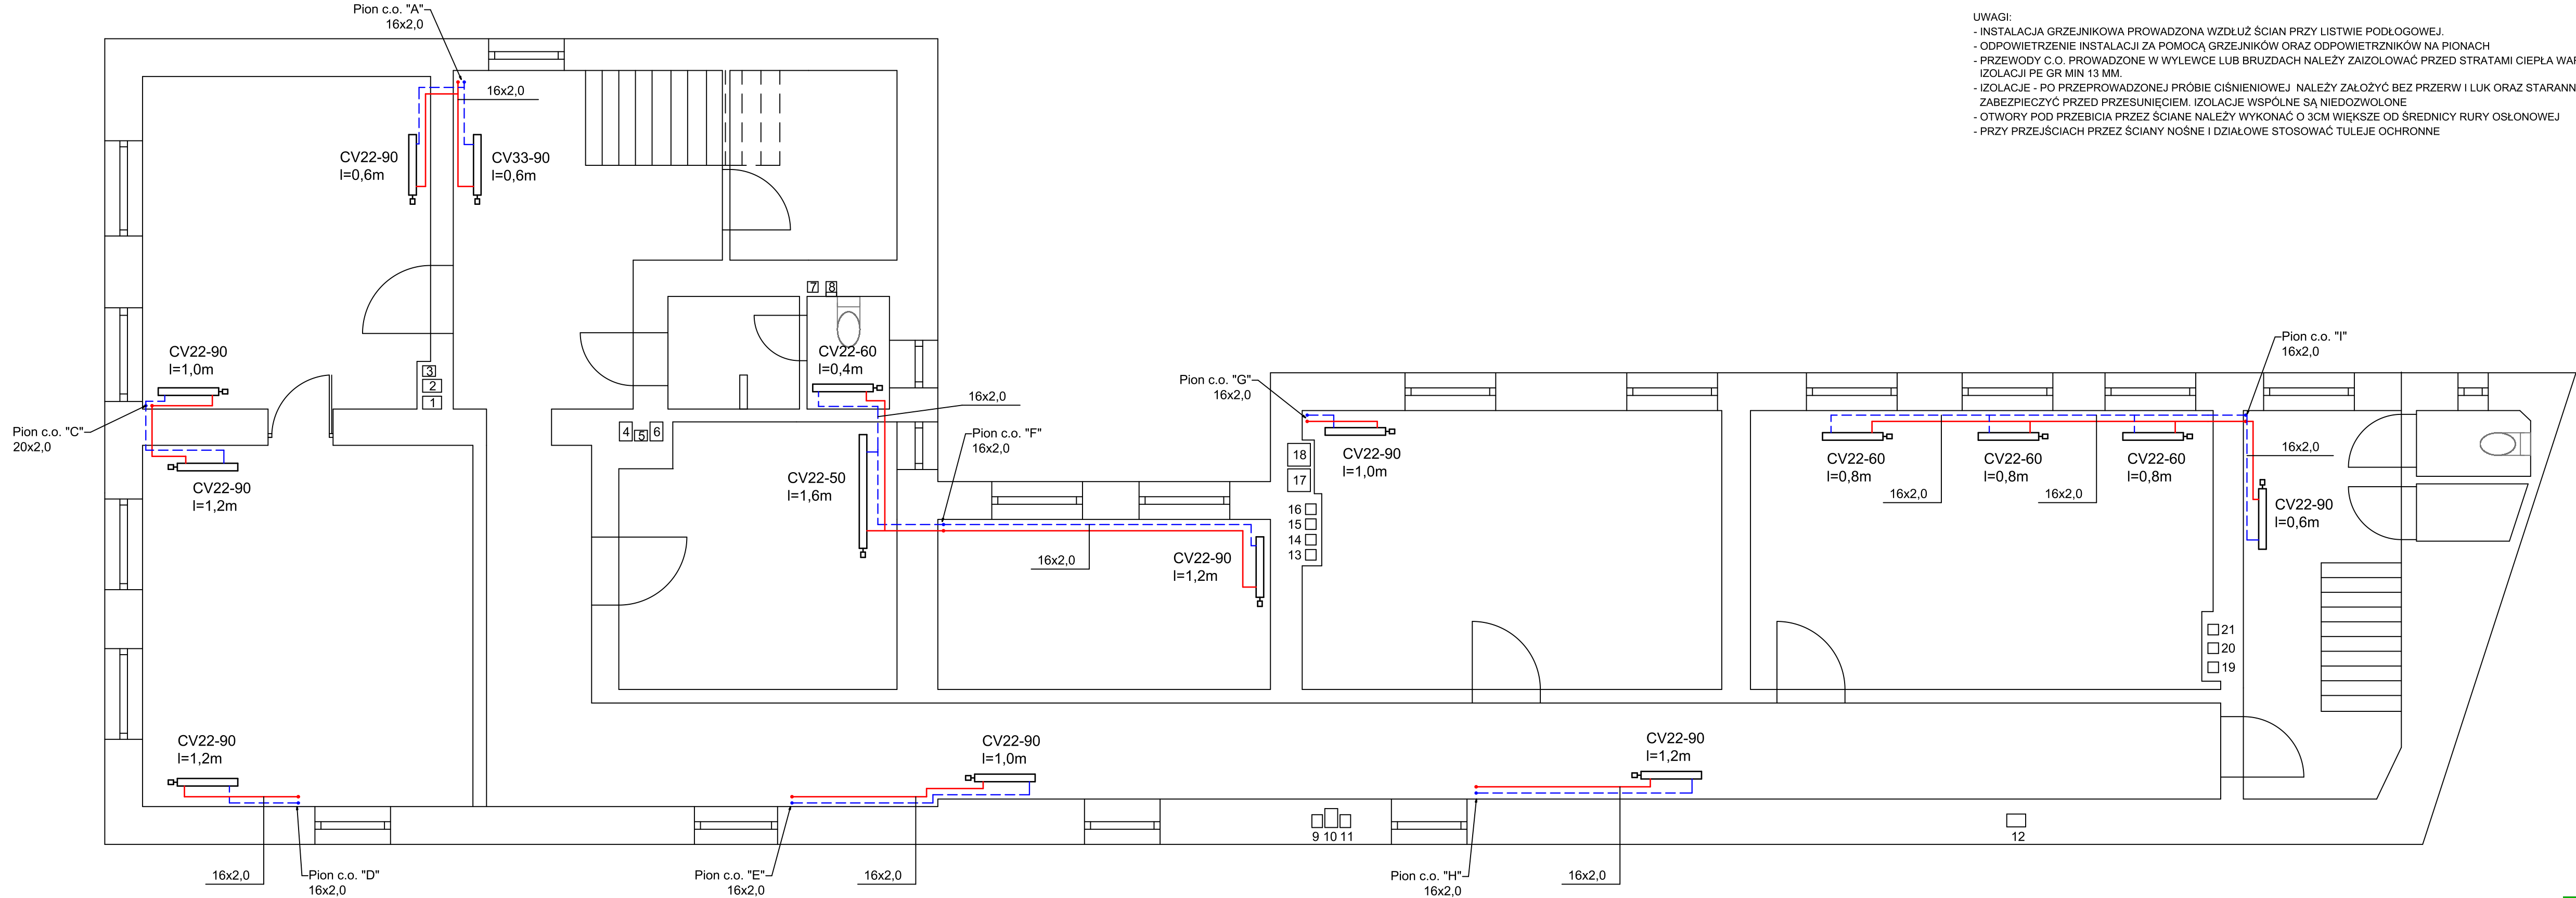 Pion c.o. "A"
16x2,0
UWAGI:
- INSTALACJA GRZEJNIKOWA PROWADZONA WZDŁUŻ ŚCIAN PRZY LISTWIE PODŁOGOWEJ.
- ODPOWIETRZENIE INSTALACJI ZA POMOCĄ GRZEJNIKÓW ORAZ ODPOWIETRZNIKÓW NA PIONACH
- PRZEWODY C.O. PROWADZONE W WYLEWCE LUB BRUZDACH NALEŻY ZAIZOLOWAĆ PRZED STRATAMI CIEPŁA
IZOLACJI PE GR MIN 13 MM.
- IZOLACJE - PO PRZEPROWADZONEJ PRÓBIE CIŚNIENIOWEJ NALEŻY ZAŁOŻYĆ BEZ PRZERW I LUK ORAZ
ZABEZPIECZYĆ PRZED PRZESUNIĘCIEM. IZOLACJE WSPÓLNE SĄ NIEDOZWOLONE
- OTWORY POD PRZEBICIA PRZEZ ŚCIANE NALEŻY WYKONAĆ O 3CM WIĘKSZE OD ŚREDNICY RURY OSŁONOWEJ
- PRZY PRZEJŚCIACH PRZEZ ŚCIANY NOŚNE I DZIAŁOWE STOSOWAĆ TULEJE OCHRONNE
16x2,0
CV22-90
l=0,6m
CV33-90
l=0,6m
7
8
CV22-90
l=1,0m
CV22-60
l=0,4m
3
2
1
Pion c.o. "C"
20x2,0
4
5
6
16x2,0
Pion c.o. "F"
16x2,0
CV22-90
l=1,2m
CV22-50
l=1,6m
16x2,0
CV22-90
l=1,2m
Pion c.o. "G"
16x2,0
CV22-90
l=1,0m
18
17
16
15
14
13
Pion c.o. "I"
16x2,0
CV22-60
l=0,8m
CV22-60
l=0,8m
CV22-60
l=0,8m
16x2,0
16x2,0
16x2,0
CV22-90
l=0,6m
21
20
19
CV22-90
l=1,2m
CV22-90
l=1,0m
CV22-90
l=1,2m
9
10
11
12
16x2,0
Pion c.o. "D"
16x2,0
Pion c.o. "E"
16x2,0
16x2,0
Pion c.o. "H"
16x2,0
16x2,0